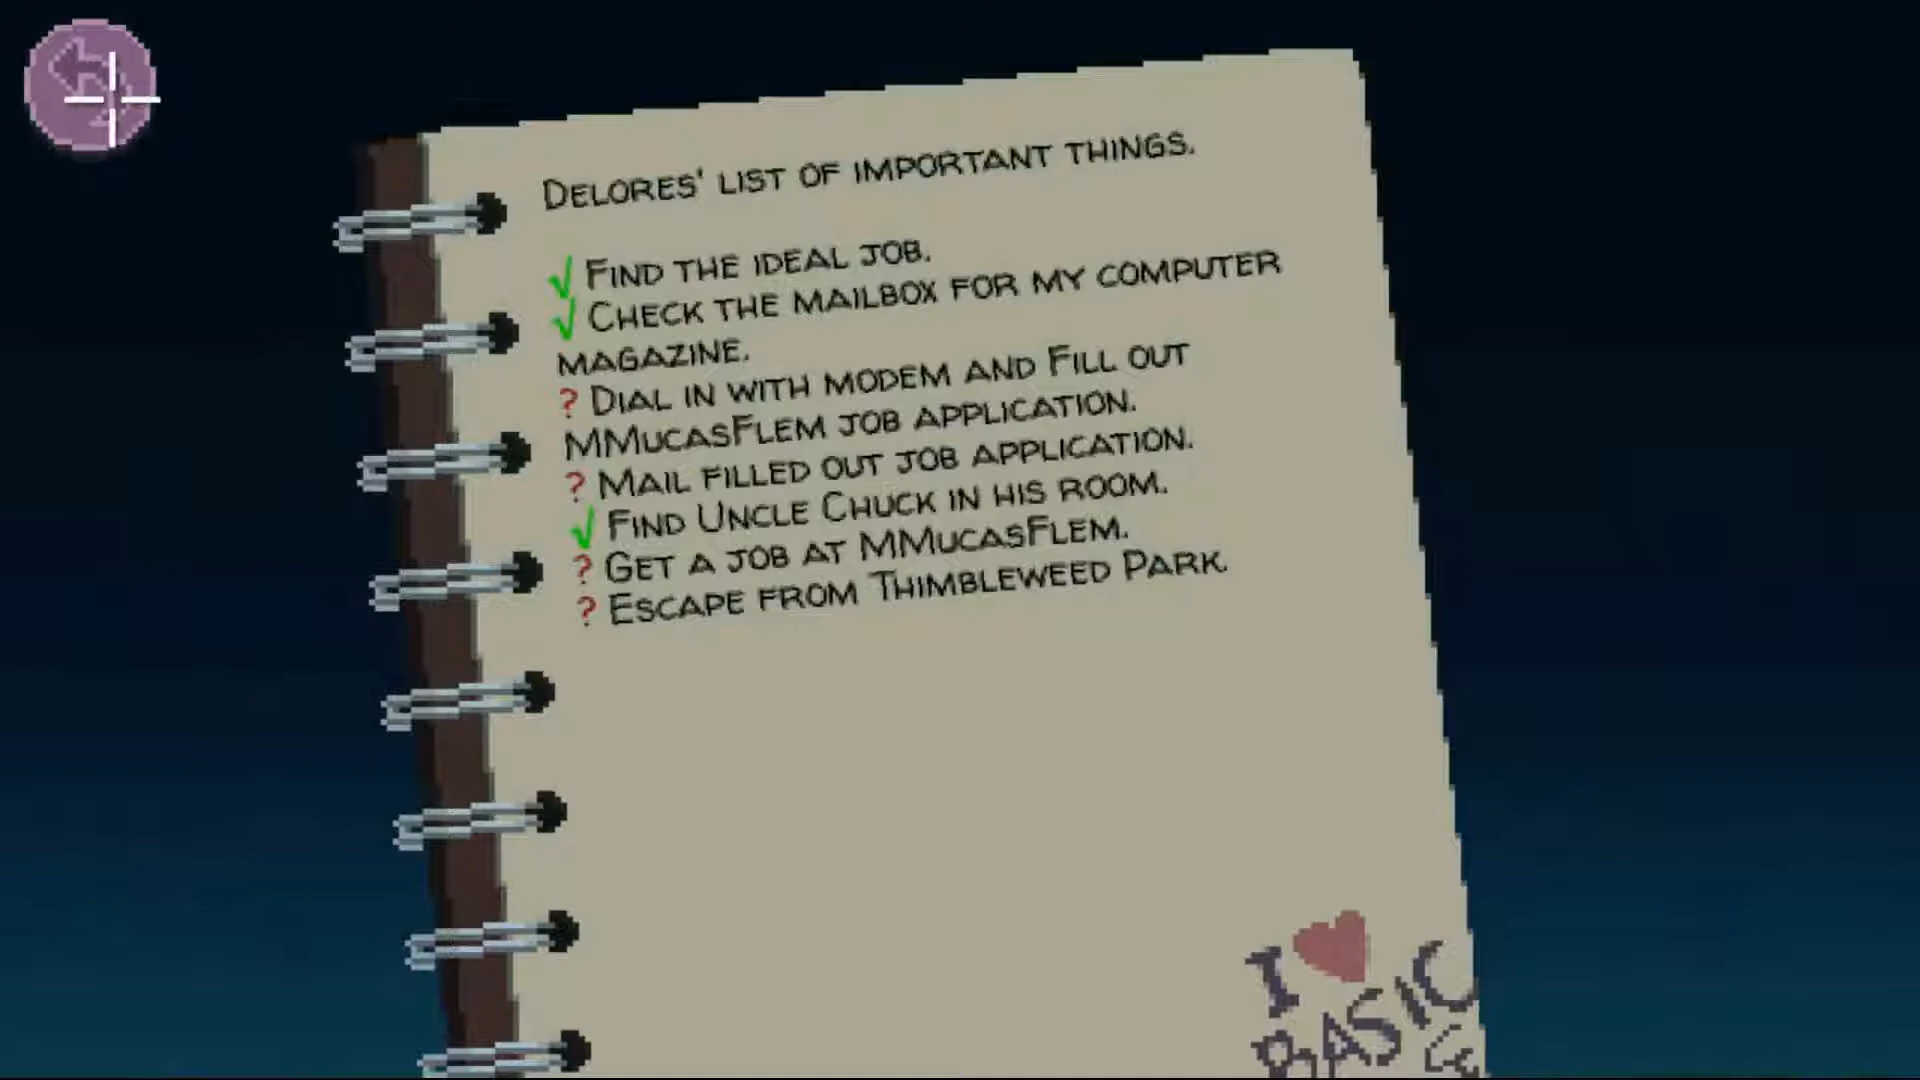 Delores' list of important things.
√ Find the ideal job.
√ Check the mailbox for my computer
magazine.
? Dial in with modem and Fill out
MMucasFlem job application.
? Mail filled out job application.
√ Find Uncle Chuck in his room.
? Get a job at MMucasFlem.
? Escape from Thimbleweed Park.
I ♥
BASIC